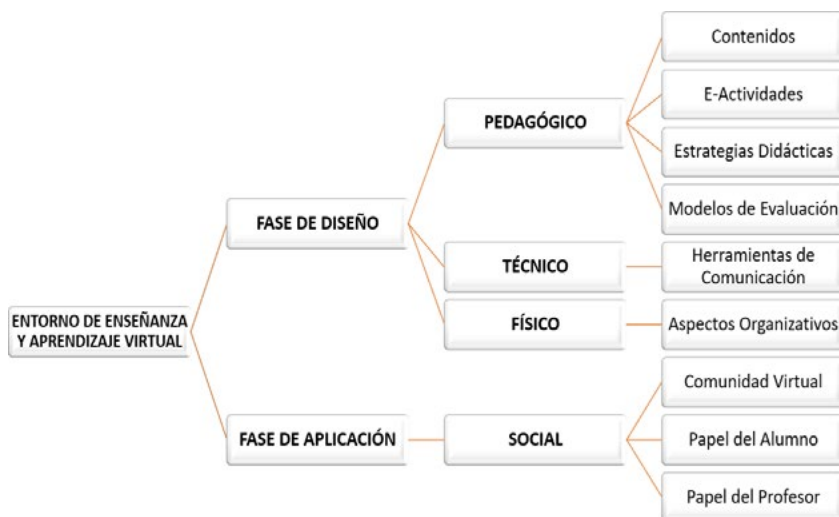 Contenidos
E-Actividades
PEDAGÓGICO
Estrategias Didácticas
Modelos de Evaluación
FASE DE DISEÑO
TÉCNICO
Herramientas de
Comunicación
FÍSICO
Aspectos Organizativos
ENTORNO DE ENSEÑANZA
Y APRENDIZAJE VIRTUAL
Comunidad Virtual
FASE DE APLICACIÓN
SOCIAL
Papel del Alumno
Papel del Profesor